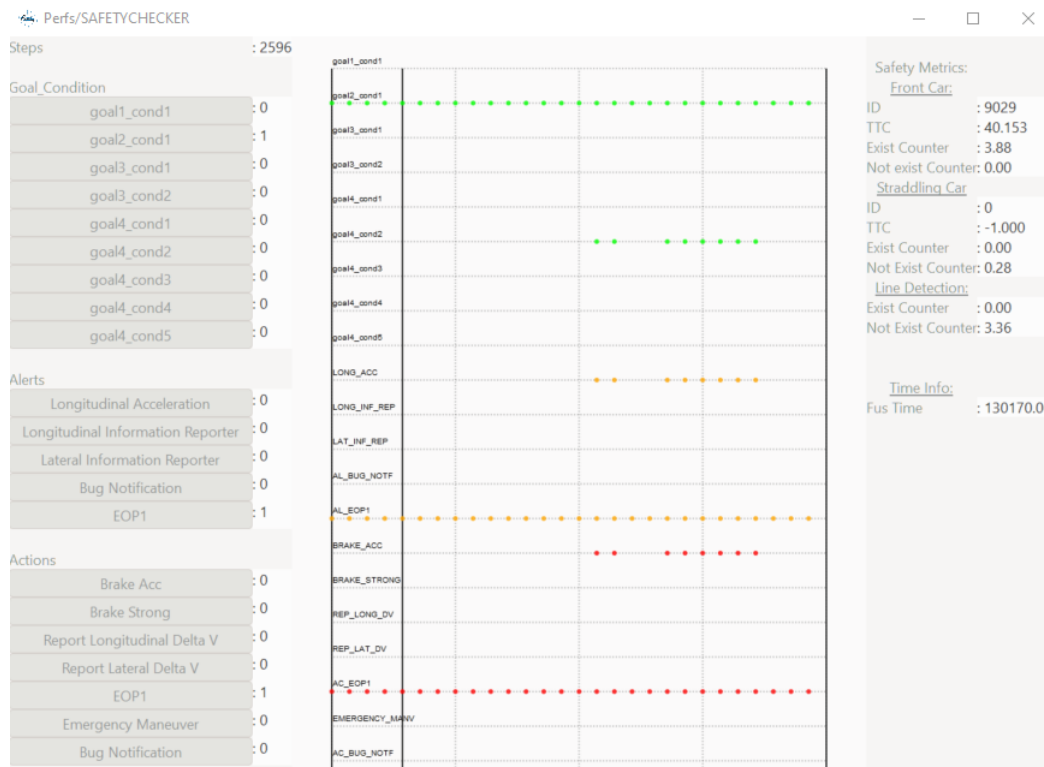 Perfs/SAFETYCHECKER
Steps : 2596
Goal_Condition
goal1_cond1 : 0
goal2_cond1 : 1
goal3_cond1 : 0
goal3_cond2 : 0
goal4_cond1 : 0
goal4_cond2 : 0
goal4_cond3 : 0
goal4_cond4 : 0
goal4_cond5 : 0
Alerts
Longitudinal Acceleration : 0
Longitudinal Information Reporter : 0
Lateral Information Reporter : 0
Bug Notification : 0
EOP1 : 1
Actions
Brake Acc : 0
Brake Strong : 0
Report Longitudinal Delta V : 0
Report Lateral Delta V : 0
EOP1 : 1
Emergency Maneuver : 0
Bug Notification : 0
goal1_cond1
goal2_cond1
goal3_cond1
goal3_cond2
goal4_cond1
goal4_cond2
goal4_cond3
goal4_cond4
goal4_cond5
LONG_ACC
LONG_INF_REP
LAT_INF_REP
AL_BUG_NOTF
AL_EOP1
BRAKE_ACC
BRAKE_STRONG
REP_LONG_DV
REP_LAT_DV
AC_EOP1
EMERGENCY_MANV
AC_BUG_NOTF
Safety Metrics:
Front Car:
ID : 9029
TTC : 40.153
Exist Counter : 3.88
Not exist Counter: 0.00
Straddling Car
ID : 0
TTC : -1.000
Exist Counter : 0.00
Not Exist Counter: 0.28
Line Detection:
Exist Counter : 0.00
Not Exist Counter: 3.36
Time Info:
Fus Time : 130170.0